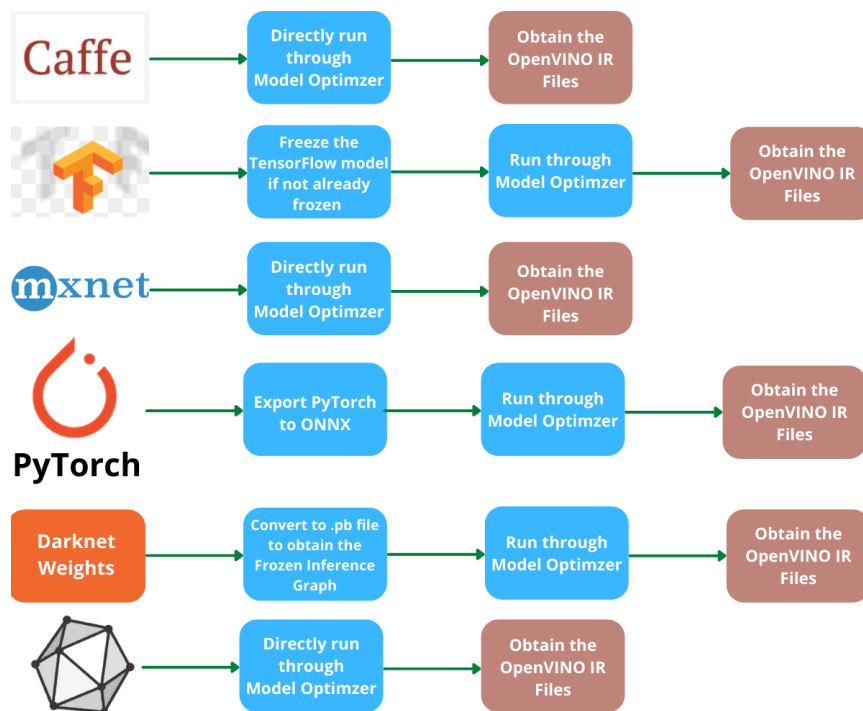 Caffe
Directly run
through
Model Optimzer
Obtain the
OpenVINO IR
Files
Freeze the
TensorFlow model
if not already
frozen
Run through
Model Optimzer
Obtain the
OpenVINO IR
Files
mxnet
Directly run
through
Model Optimzer
Obtain the
OpenVINO IR
Files
PyTorch
Export PyTorch
to ONNX
Run through
Model Optimzer
Obtain the
OpenVINO IR
Files
Darknet
Weights
Convert to .pb file
to obtain the
Frozen Inference
Graph
Run through
Model Optimzer
Obtain the
OpenVINO IR
Files
Directly run
through
Model Optimzer
Obtain the
OpenVINO IR
Files